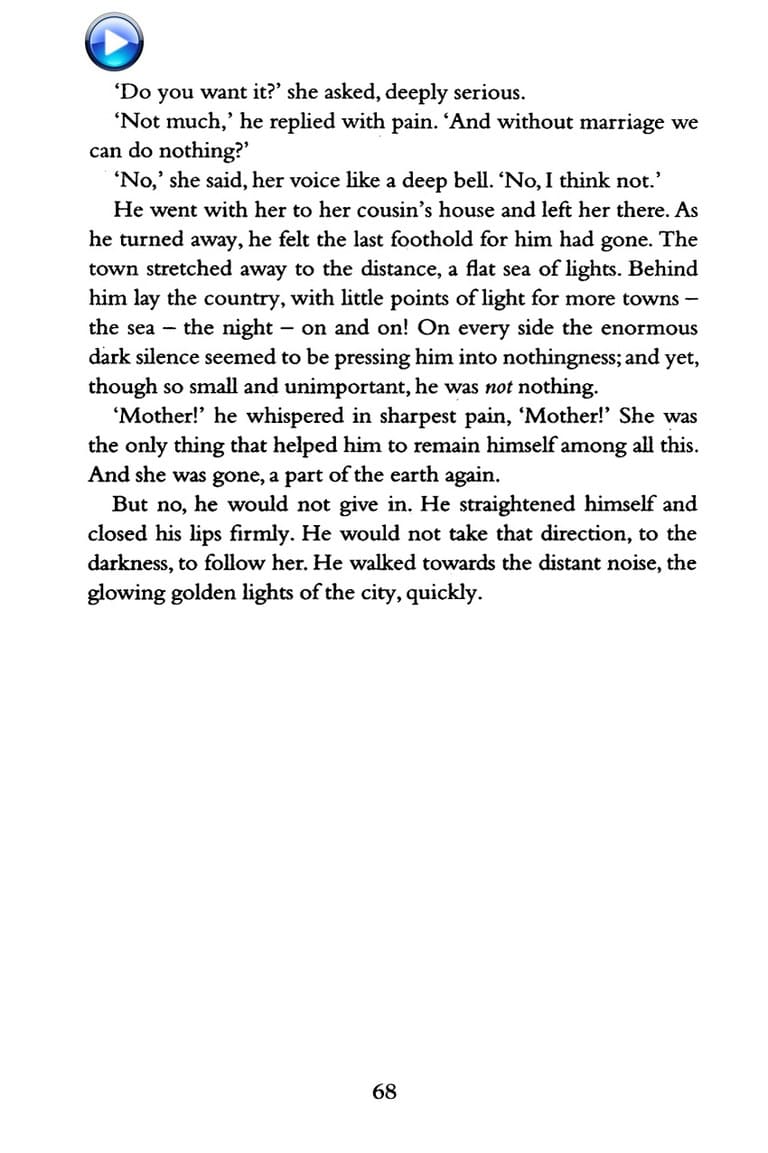 ‘Do you want it?’ she asked, deeply serious.
‘Not much,’ he replied with pain. ‘And without marriage we
can do nothing?’
‘No,’ she said, her voice like a deep bell. ‘No, I think not.’
He went with her to her cousin’s house and left her there. As
he turned away, he felt the last foothold for him had gone. The
town stretched away to the distance, a flat sea of lights. Behind
him lay the country, with little points of light for more towns –
the sea – the night – on and on! On every side the enormous
dark silence seemed to be pressing him into nothingness; and yet,
though so small and unimportant, he was not nothing.
‘Mother!’ he whispered in sharpest pain, ‘Mother!’ She was
the only thing that helped him to remain himself among all this.
And she was gone, a part of the earth again.
But no, he would not give in. He straightened himself and
closed his lips firmly. He would not take that direction, to the
darkness, to follow her. He walked towards the distant noise, the
glowing golden lights of the city, quickly.
68